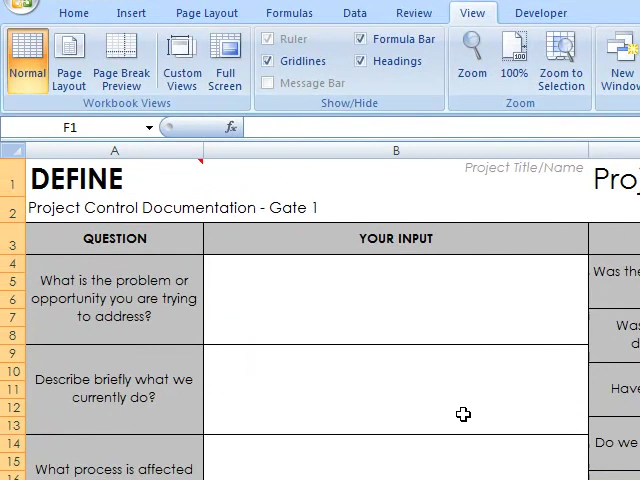 Home Insert Page Layout Formulas Data Review View Developer
Normal Page Layout Page Break Preview Custom Views Full Screen
Workbook Views
Ruler Formula Bar
Gridlines Headings
Message Bar
Show/Hide
Zoom 100% Zoom to Selection
Zoom
New Window
F1 fx
A B
1 DEFINE Project Title/Name
2 Project Control Documentation - Gate 1
3 QUESTION YOUR INPUT
4
5 What is the problem or
6 opportunity you are trying
7 to address?
8
9
10 Describe briefly what we
11 currently do?
12
13
14
15 What process is affected
Was the
Was
d
Have
Do we